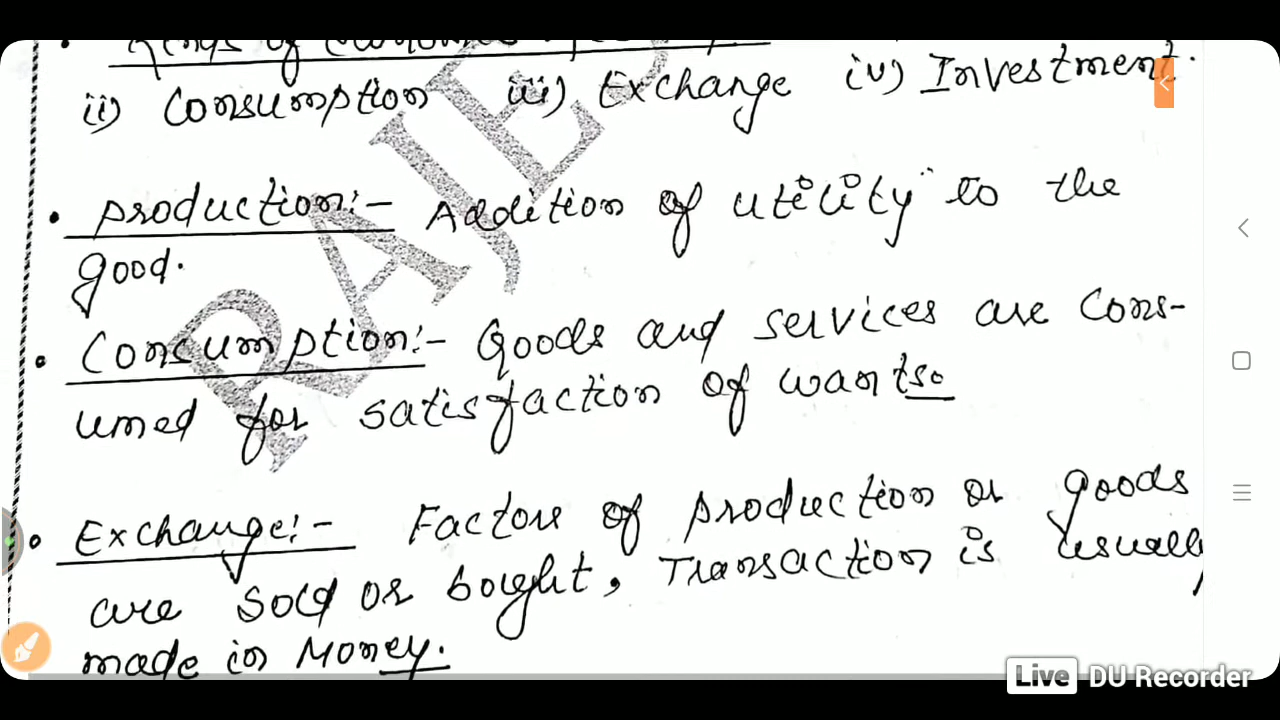 ii) Consumption iii) Exchange iv) Investment.
• Production:- Addition of utility to the
good.
• Consumption:- Goods and services are Cons-
umed for satisfaction of wants.
• Exchange:- Factors of production or goods
are Sold or bought, Transaction is usually
made in Money.
RAJE
Live DU Recorder